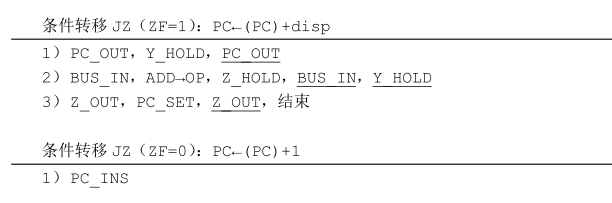 条件转移 JZ（ZF=1）：PC←(PC)+disp
1）PC_OUT，Y_HOLD，PC_OUT
2）BUS_IN，ADD→OP，Z_HOLD，BUS_IN，Y_HOLD
3）Z_OUT，PC_SET，Z_OUT，结束
条件转移 JZ（ZF=0）：PC←(PC)+1
1）PC_INS